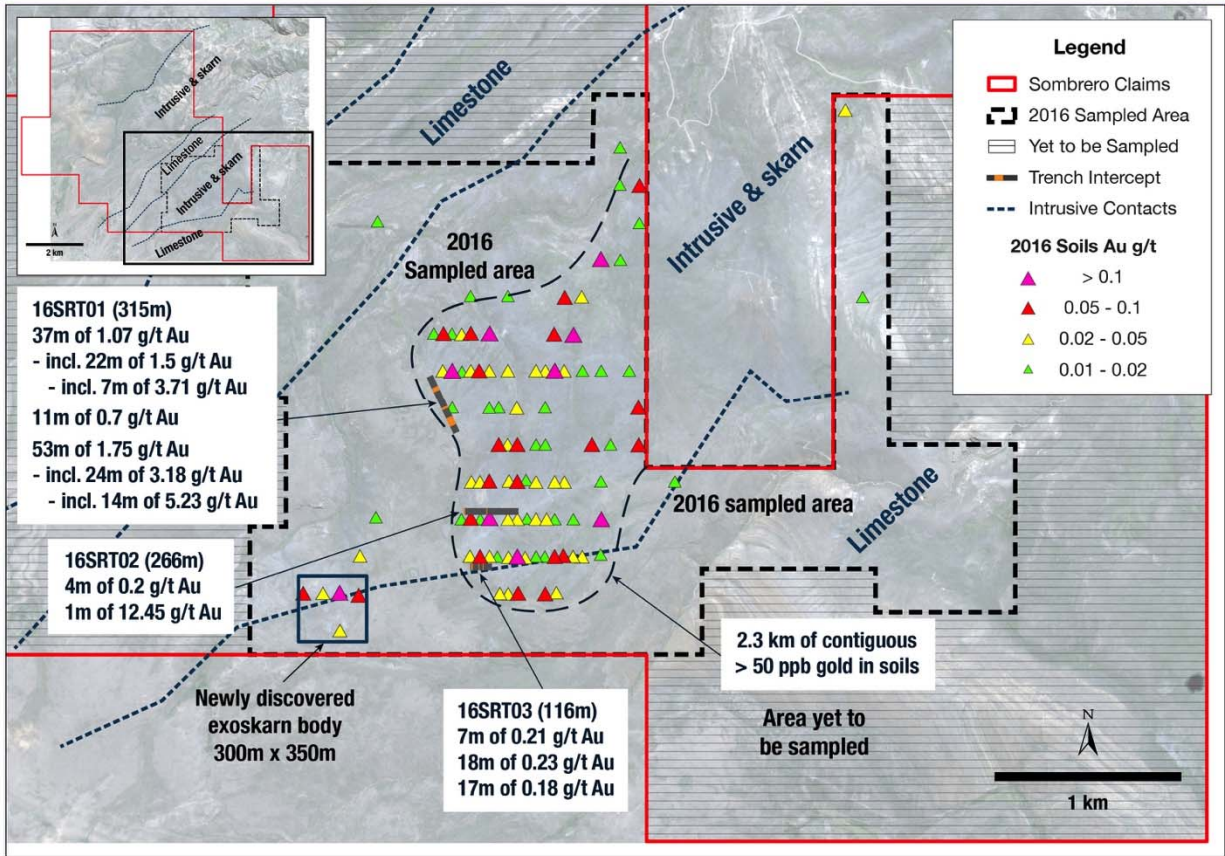 Intrusive & skarn
Limestone
Intrusive & skarn
Limestone
N
2 km
Limestone
Intrusive & skarn
Legend
Sombrero Claims
2016 Sampled Area
Yet to be Sampled
Trench Intercept
Intrusive Contacts
2016 Soils Au g/t
> 0.1
0.05 - 0.1
0.02 - 0.05
0.01 - 0.02
2016
Sampled area
16SRT01 (315m)
37m of 1.07 g/t Au
- incl. 22m of 1.5 g/t Au
- incl. 7m of 3.71 g/t Au
11m of 0.7 g/t Au
53m of 1.75 g/t Au
- incl. 24m of 3.18 g/t Au
- incl. 14m of 5.23 g/t Au
2016 sampled area
Limestone
16SRT02 (266m)
4m of 0.2 g/t Au
1m of 12.45 g/t Au
2.3 km of contiguous
> 50 ppb gold in soils
Newly discovered
exoskarn body
300m x 350m
16SRT03 (116m)
7m of 0.21 g/t Au
18m of 0.23 g/t Au
17m of 0.18 g/t Au
Area yet to
be sampled
N
1 km